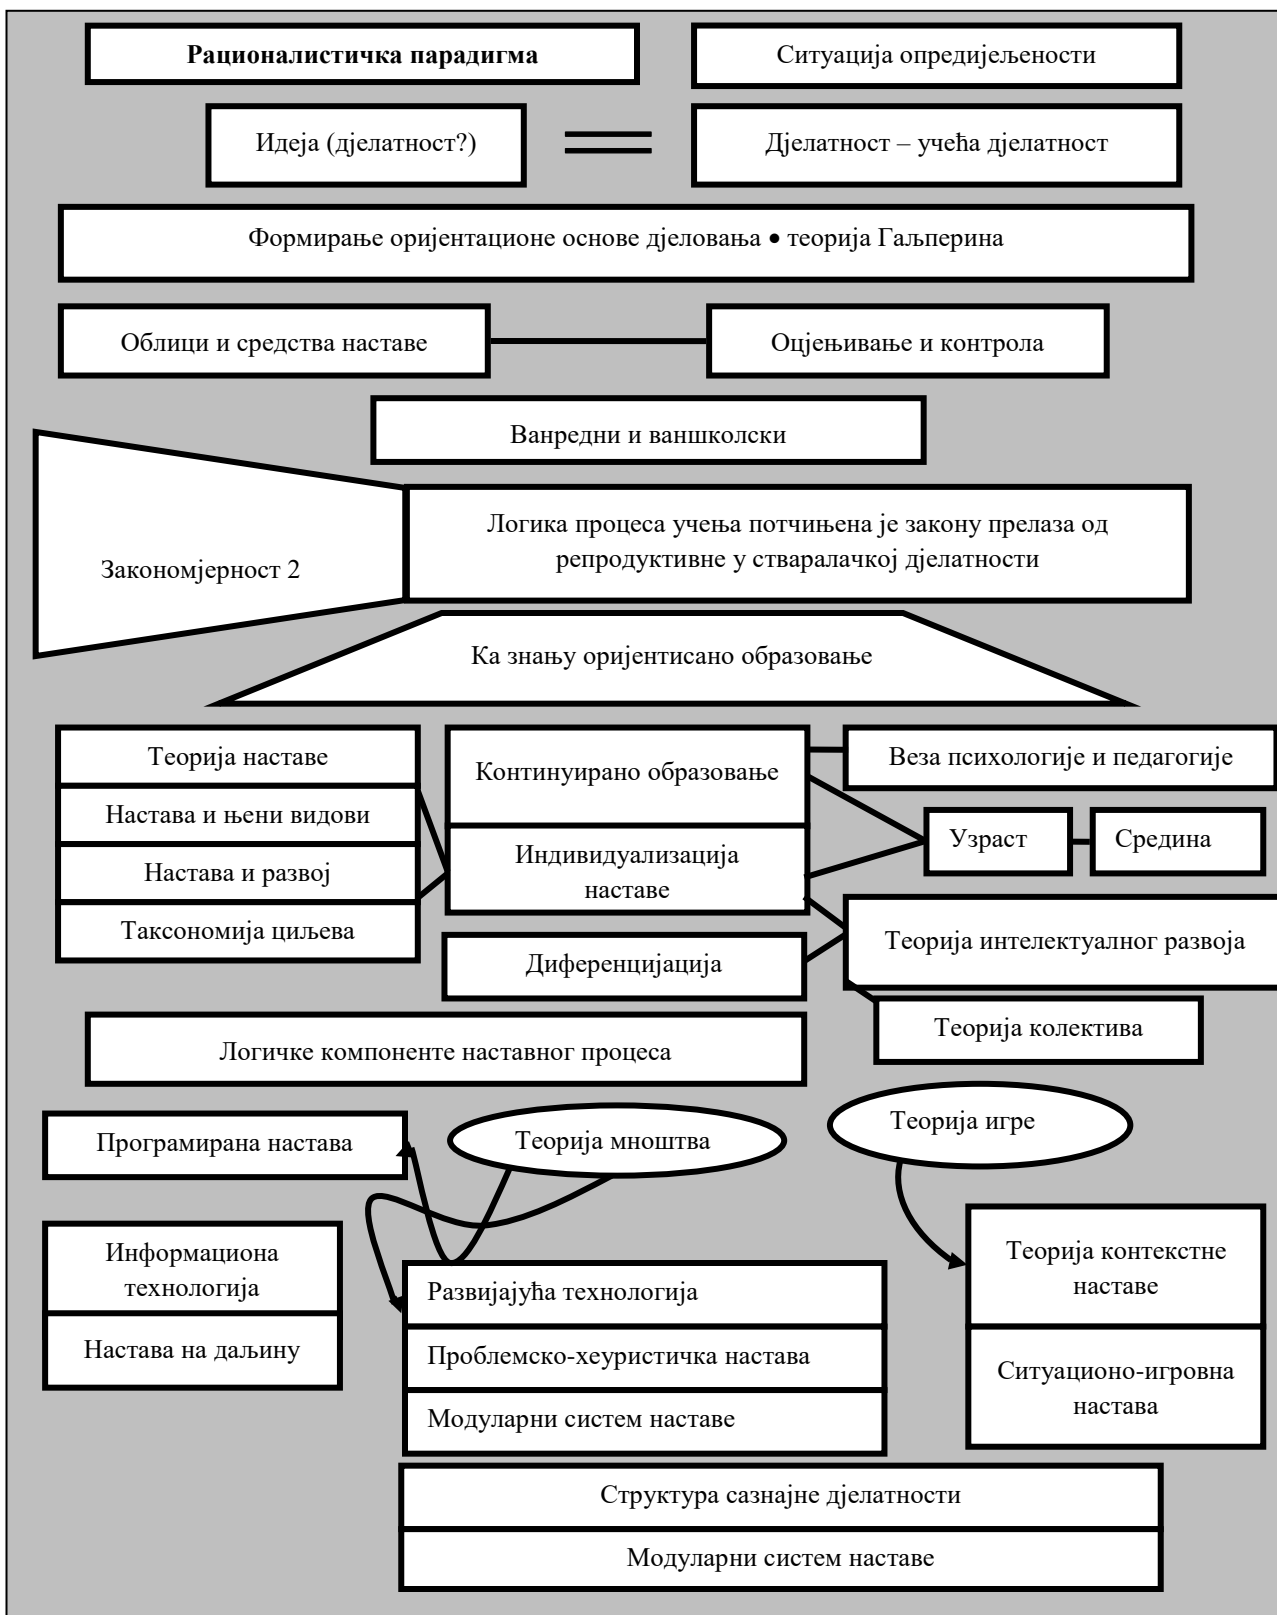 Рационалистичка парадигма
Ситуација опредијељености
Идеја (дјелатност?)
Дјелатност – учећа дјелатност
Формирање оријентационе основе дјеловања • теорија Гаљперина
Облици и средства наставе
Оцјењивање и контрола
Ванредни и ваншколски
Закономјерност 2
Логика процеса учења потчињена је закону прелаза од
репродуктивне у стваралачкој дјелатности
Ка знању оријентисано образовање
Теорија наставе
Настава и њени видови
Настава и развој
Таксономија циљева
Континуирано образовање
Индивидуализација
наставе
Диференцијација
Веза психологије и педагогије
Узраст
Средина
Теорија интелектуалног развоја
Теорија колектива
Логичке компоненте наставног процеса
Програмирана настава
Теорија мноштва
Теорија игре
Информациона
технологија
Настава на даљину
Развијајућа технологија
Проблемско-хеуристичка настава
Модуларни систем наставе
Теорија контекстне
наставе
Ситуационо-игровна
настава
Структура сазнајне дјелатности
Модуларни систем наставе